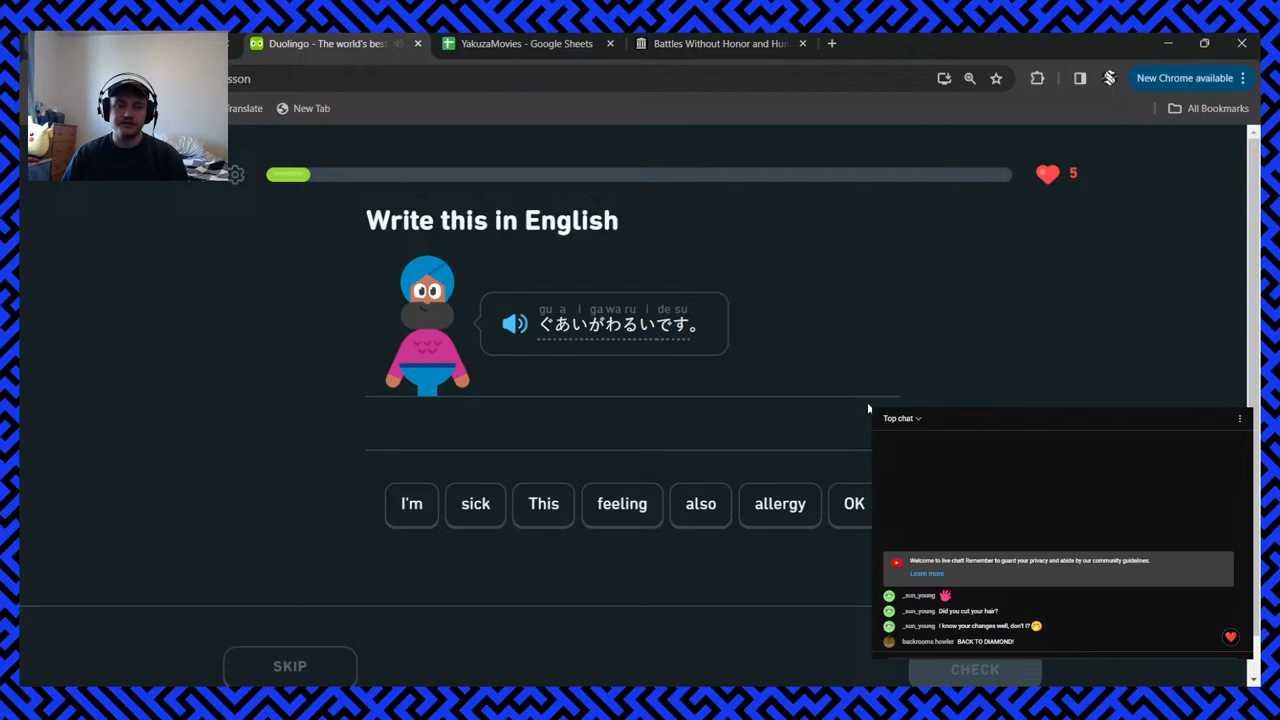 Duolingo - The world's best
YakuzaMovies - Google Sheets
Battles Without Honor and Hun
sson
New Chrome available
Translate
New Tab
All Bookmarks
5
Write this in English
gu a i ga wa ru i de su
ぐあいがわるいです。
I'm
sick
This
feeling
also
allergy
OK
Top chat
Welcome to live chat! Remember to guard your privacy and abide by our community guidelines.
Learn more
_sun_young
_sun_young Did you cut your hair?
_sun_young I know your changes well, don't I?
backrooms howler BACK TO DIAMOND!
SKIP
CHECK